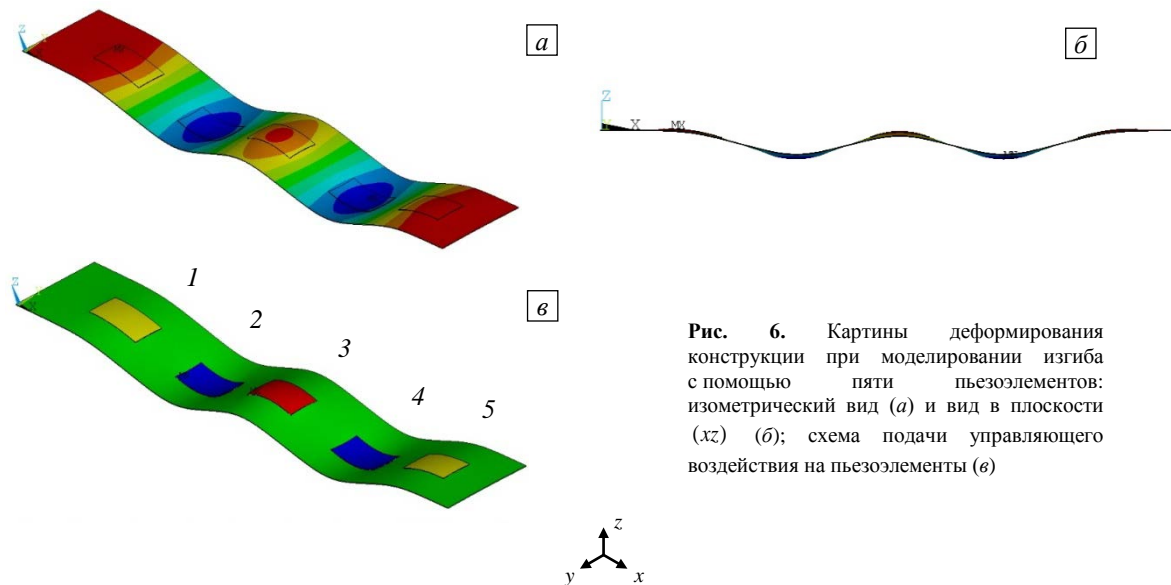 а
б
Z
X
MX
z
в
1
2
3
4
5
Рис. 6. Картины деформирования
конструкции при моделировании изгиба
с помощью пяти пьезоэлементов:
изометрический вид (а) и вид в плоскости
(xz) (б); схема подачи управляющего
воздействия на пьезоэлементы (в)
z
y x